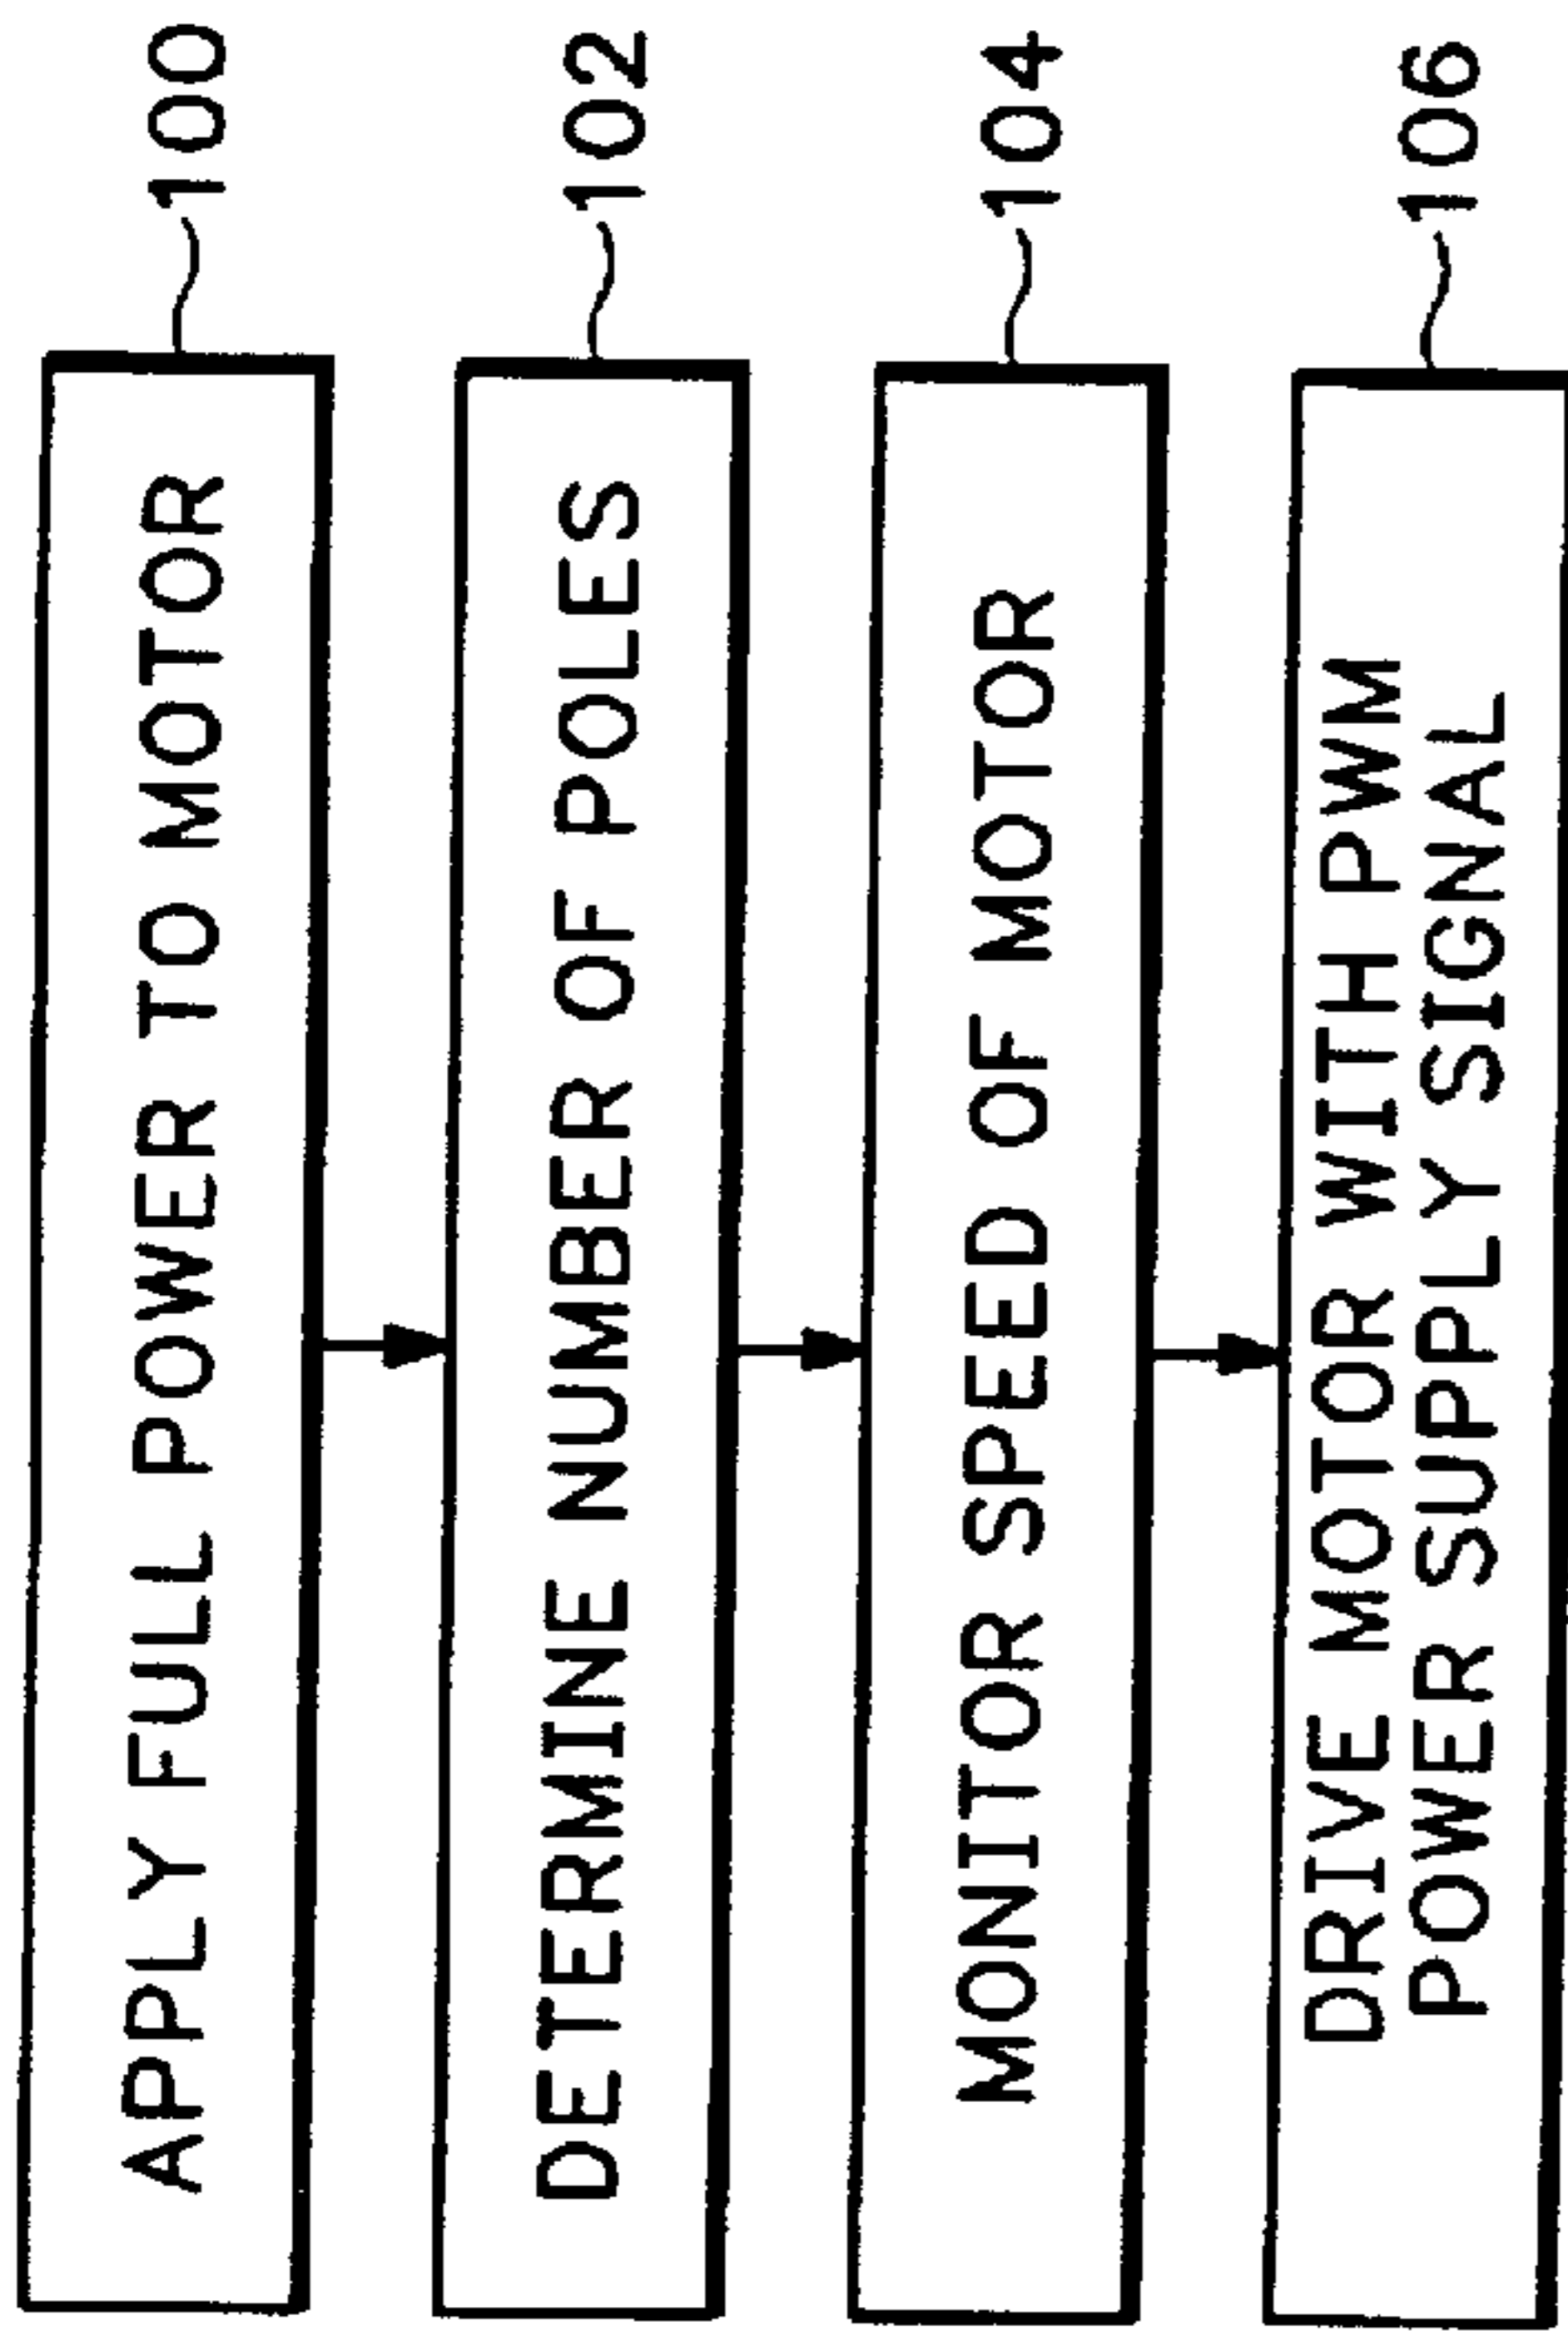 APPLY FULL POWER TO MOTOR
100
DETERMINE NUMBER OF POLES
102
MONITOR SPEED OF MOTOR
104
DRIVE MOTOR WITH PWM
POWER SUPPLY SIGNAL
106